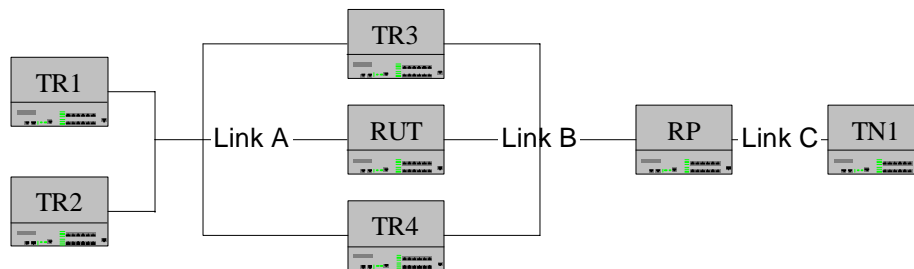 TR3
TR1
Link A
RUT
Link B
RP
Link C
TN1
TR2
TR4